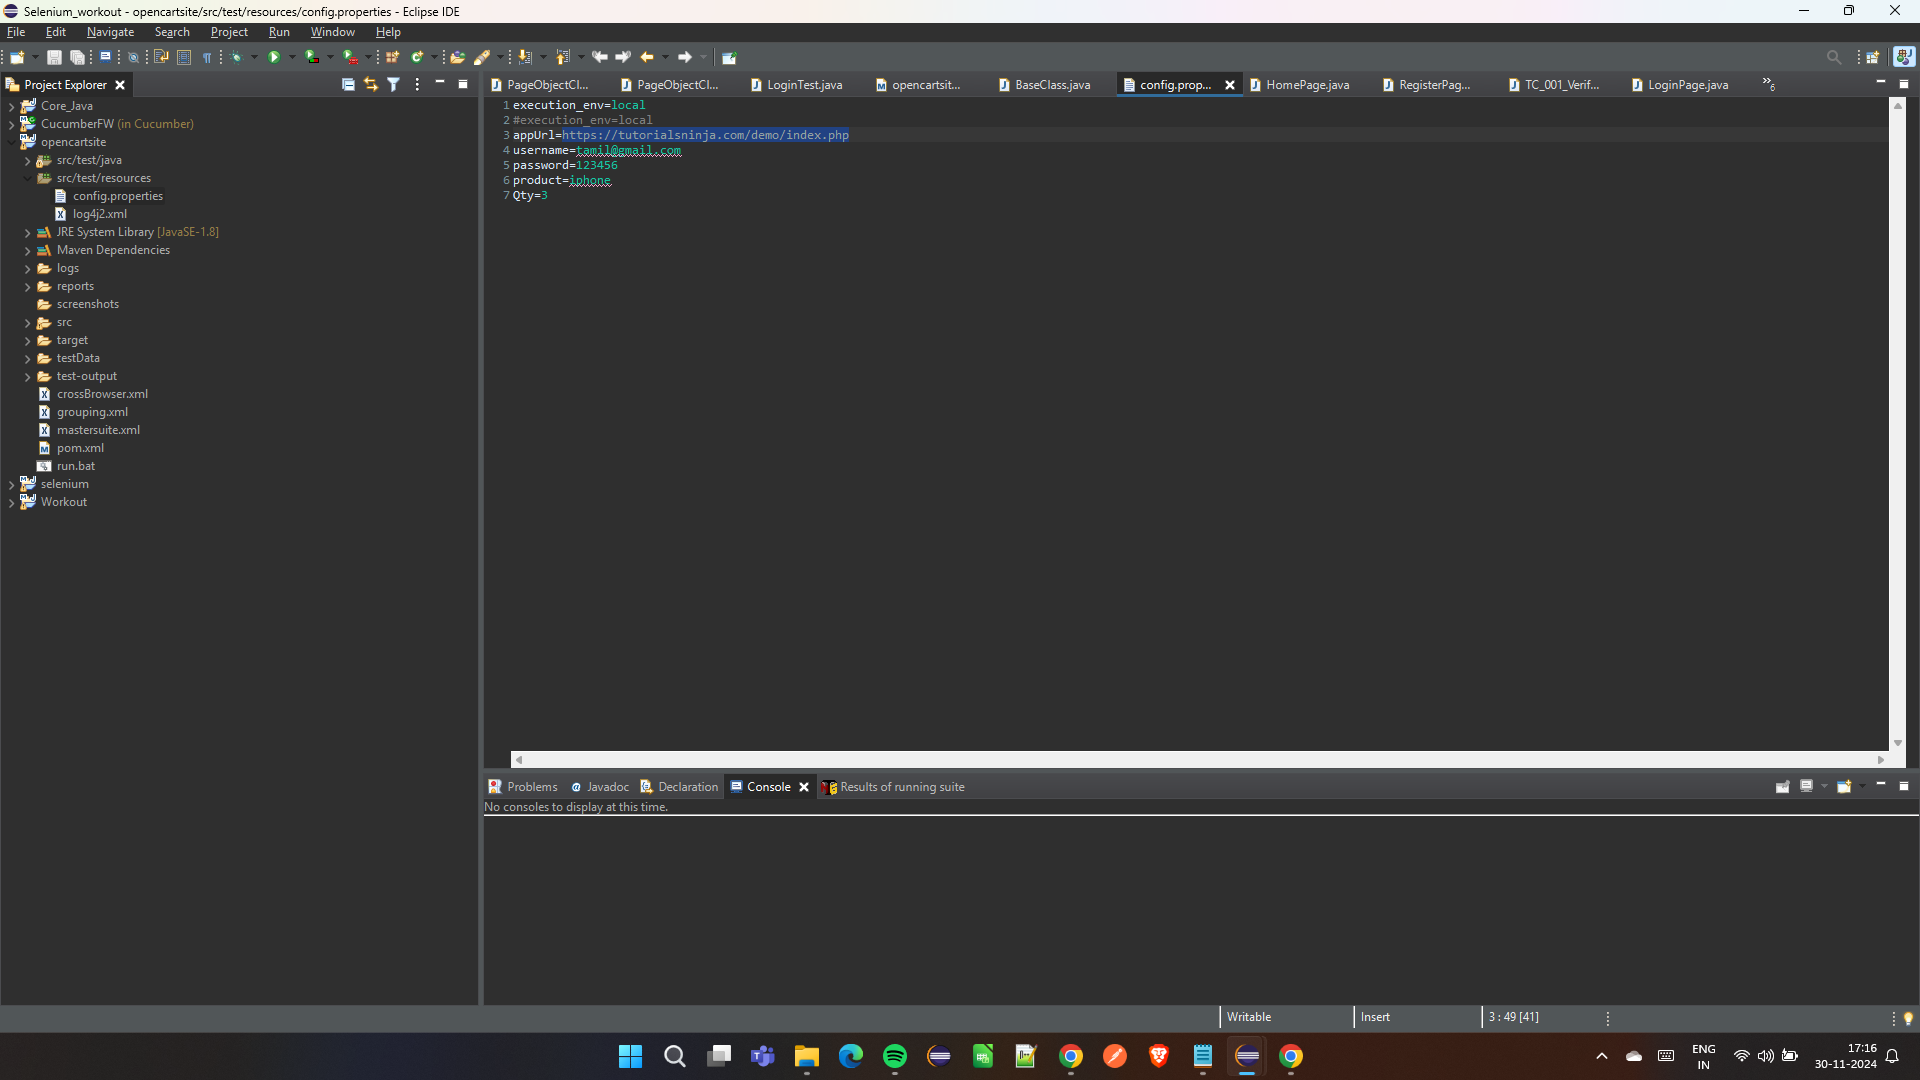 Selenium_workout - opencartsite/src/test/resources/config.properties - Eclipse IDE
File Edit Navigate Search Project Run Window Help
Project Explorer
Core_Java
CucumberFW (in Cucumber)
opencartsite
src/test/java
src/test/resources
config.properties
log4j2.xml
JRE System Library [JavaSE-1.8]
Maven Dependencies
logs
reports
screenshots
src
target
testData
test-output
crossBrowser.xml
grouping.xml
mastersuite.xml
pom.xml
run.bat
selenium
Workout
PageObjectCl... PageObjectCl... LoginTest.java opencartsit... BaseClass.java config.prop... HomePage.java RegisterPag... TC_001_Verif... LoginPage.java »6
1 execution_env=local
2 #execution_env=local
3 appUrl=https://tutorialsninja.com/demo/index.php
4 username=tamil@gmail.com
5 password=123456
6 product=iphone
7 Qty=3
Problems Javadoc Declaration Console Results of running suite
No consoles to display at this time.
Writable Insert 3 : 49 [41]
ENG
IN
17:16
30-11-2024